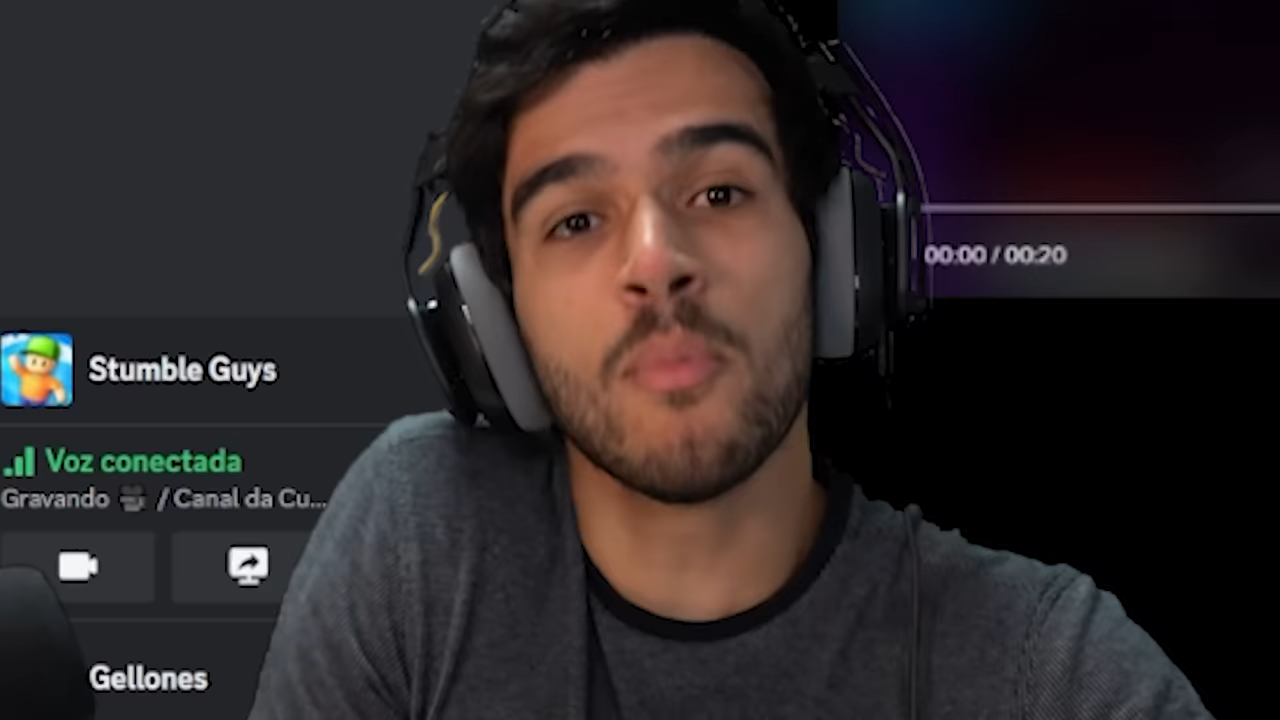 00:00 / 00:20
Stumble Guys
Voz conectada
Gravando 🎥 / Canal da Cu...
Gellones